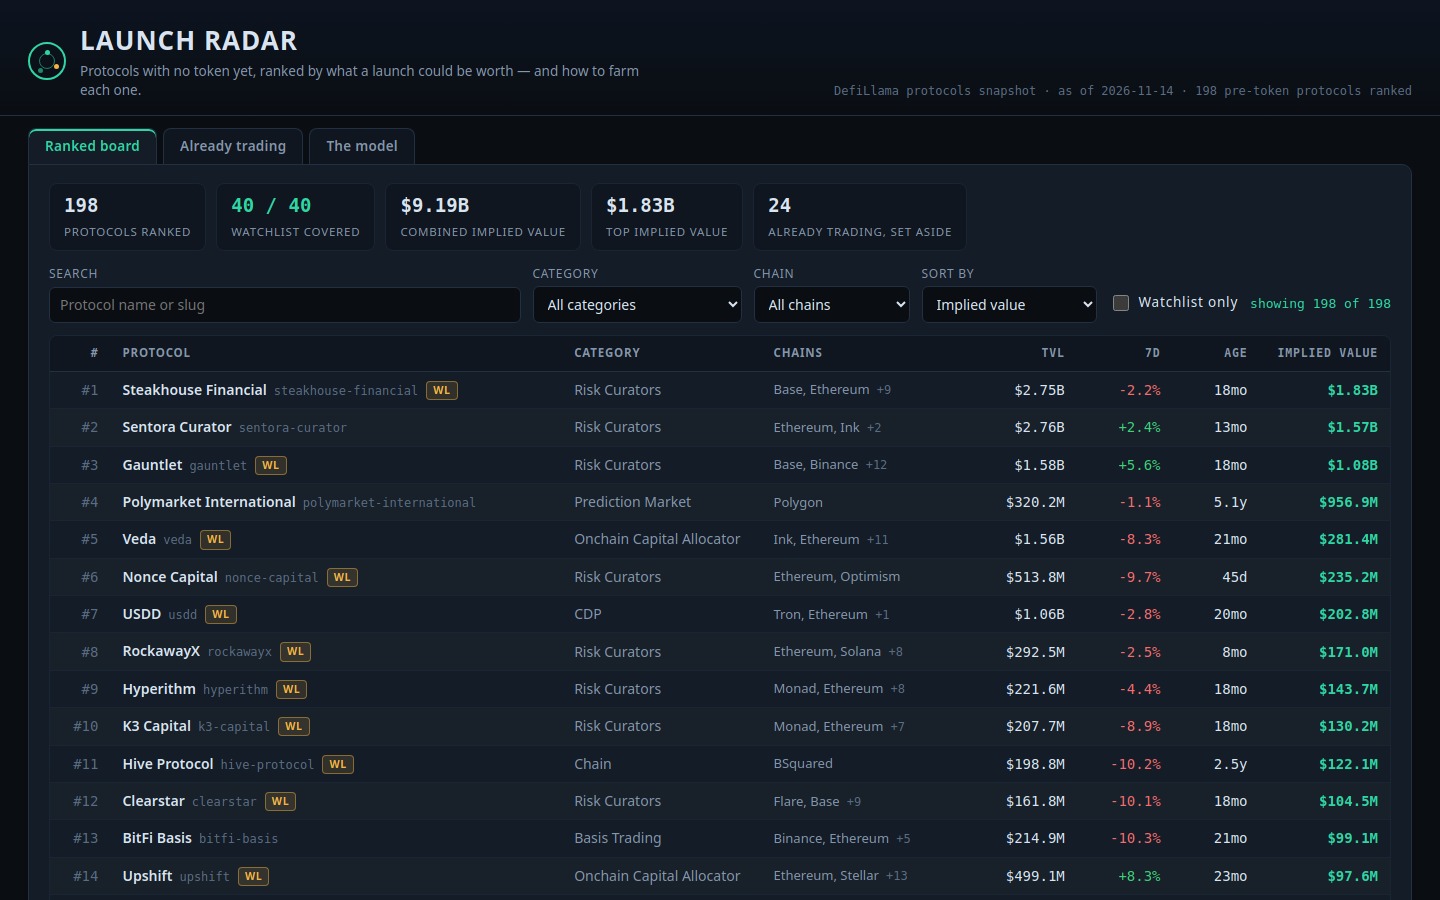 LAUNCH RADAR
Protocols with no token yet, ranked by what a launch could be worth — and how to farm
each one.
DefiLlama protocols snapshot · as of 2026-11-14 · 198 pre-token protocols ranked
Ranked board Already trading The model
198 40 / 40 $9.19B $1.83B 24
PROTOCOLS RANKED WATCHLIST COVERED COMBINED IMPLIED VALUE TOP IMPLIED VALUE ALREADY TRADING, SET ASIDE
SEARCH CATEGORY CHAIN SORT BY
Protocol name or slug All categories All chains Implied value Watchlist only showing 198 of 198
# PROTOCOL CATEGORY CHAINS TVL 7D AGE IMPLIED VALUE
#1 Steakhouse Financial steakhouse-financial WL Risk Curators Base, Ethereum +9 $2.75B -2.2% 18mo $1.83B
#2 Sentora Curator sentora-curator Risk Curators Ethereum, Ink +2 $2.76B +2.4% 13mo $1.57B
#3 Gauntlet gauntlet WL Risk Curators Base, Binance +12 $1.58B +5.6% 18mo $1.08B
#4 Polymarket International polymarket-international Prediction Market Polygon $320.2M -1.1% 5.1y $956.9M
#5 Veda veda WL Onchain Capital Allocator Ink, Ethereum +11 $1.56B -8.3% 21mo $281.4M
#6 Nonce Capital nonce-capital WL Risk Curators Ethereum, Optimism $513.8M -9.7% 45d $235.2M
#7 USDD usdd WL CDP Tron, Ethereum +1 $1.06B -2.8% 20mo $202.8M
#8 RockawayX rockawayx WL Risk Curators Ethereum, Solana +8 $292.5M -2.5% 8mo $171.0M
#9 Hyperithm hyperithm WL Risk Curators Monad, Ethereum +8 $221.6M -4.4% 18mo $143.7M
#10 K3 Capital k3-capital WL Risk Curators Monad, Ethereum +7 $207.7M -8.9% 18mo $130.2M
#11 Hive Protocol hive-protocol WL Chain BSquared $198.8M -10.2% 2.5y $122.1M
#12 Clearstar clearstar WL Risk Curators Flare, Base +9 $161.8M -10.1% 18mo $104.5M
#13 BitFi Basis bitfi-basis Basis Trading Binance, Ethereum +5 $214.9M -10.3% 21mo $99.1M
#14 Upshift upshift WL Onchain Capital Allocator Ethereum, Stellar +13 $499.1M +8.3% 23mo $97.6M